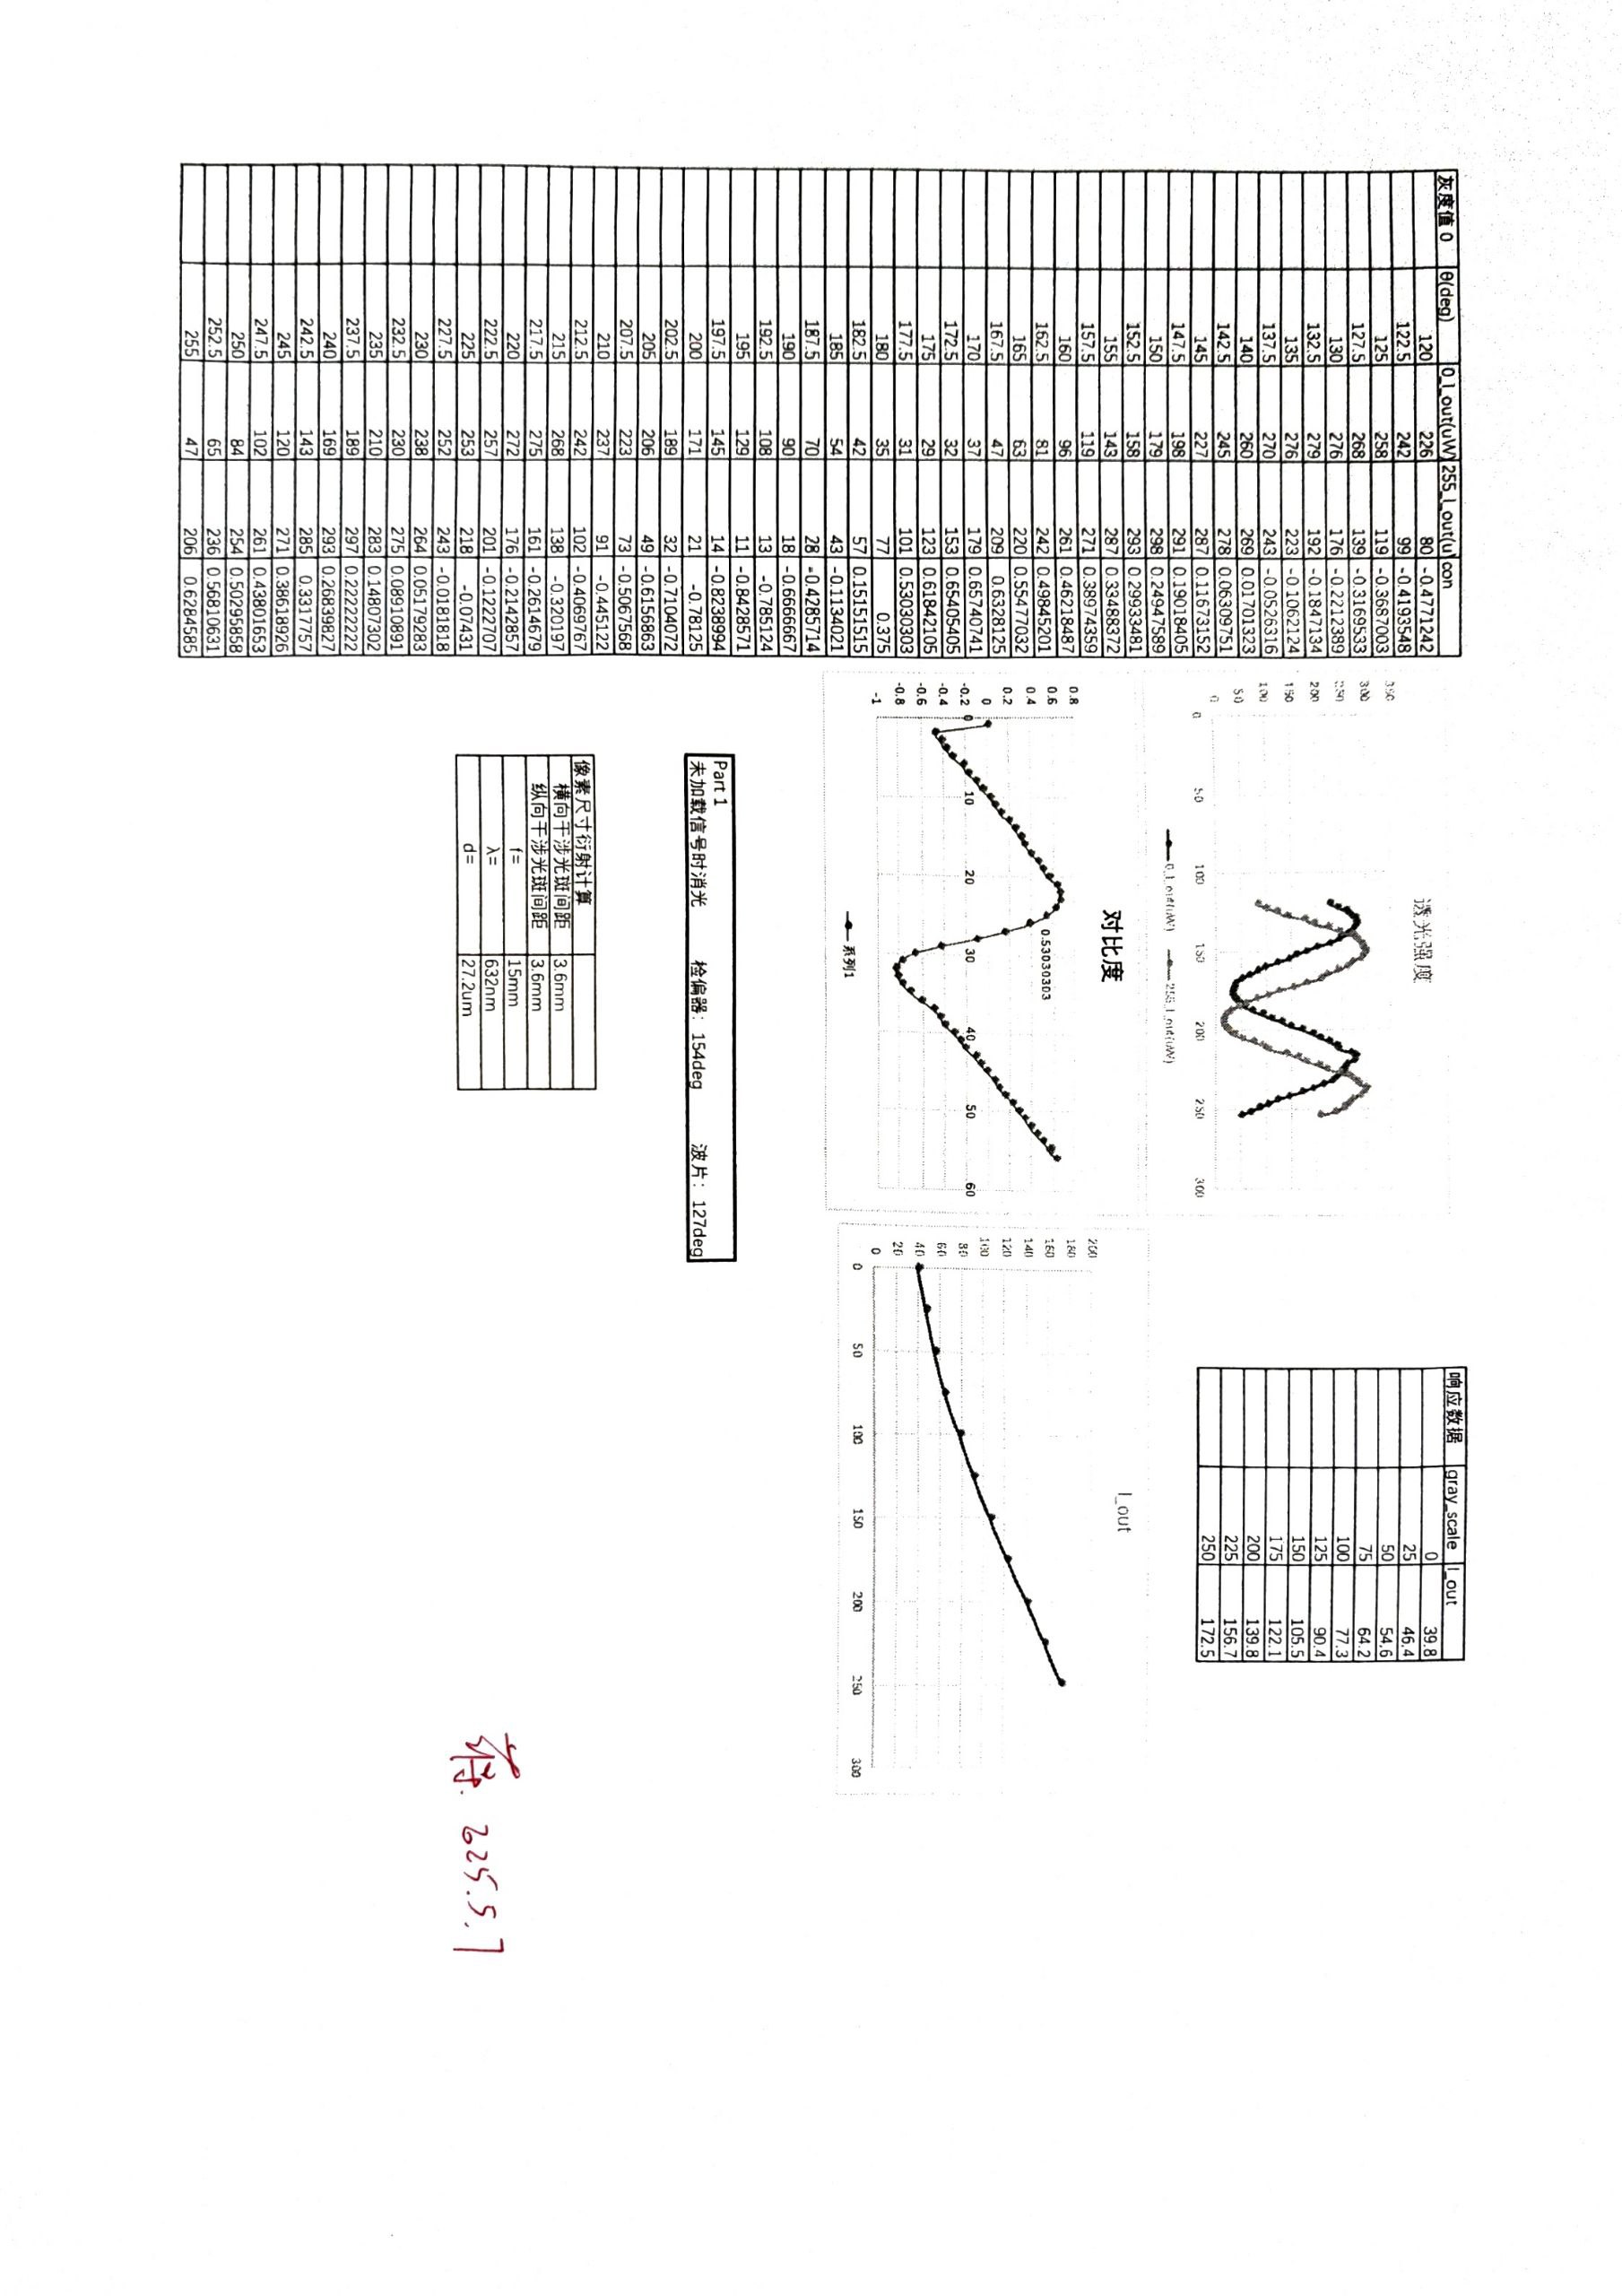 灰度值 0 θ(deg) 0_I_out(uW) 255_I_out(u con
120 226 80 -0.4771242
122.5 242 99 -0.4193548
125 258 119 -0.3687003
127.5 268 139 -0.3169533
130 276 176 -0.2212389
132.5 279 192 -0.1847134
135 276 223 -0.1062124
137.5 270 243 -0.0526316
140 260 269 0.01701323
142.5 245 278 0.06309751
145 227 287 0.11673152
147.5 198 291 0.19018405
150 179 298 0.24947589
152.5 158 293 0.29933481
155 143 287 0.33488372
157.5 119 271 0.38974359
160 96 261 0.46218487
162.5 81 242 0.49845201
165 63 220 0.55477032
167.5 47 209 0.6328125
170 37 179 0.65740741
172.5 32 153 0.65405405
175 29 123 0.61842105
177.5 31 101 0.53030303
180 35 77 0.375
182.5 42 57 0.15151515
185 54 43 -0.1134021
187.5 70 28 -0.4285714
190 90 18 -0.6666667
192.5 108 13 -0.785124
195 129 11 -0.8428571
197.5 145 14 -0.8238994
200 171 21 -0.78125
202.5 189 32 -0.7104072
205 206 49 -0.6156863
207.5 223 73 -0.5067568
210 237 91 -0.445122
212.5 242 102 -0.4069767
215 268 138 -0.320197
217.5 275 161 -0.2614679
220 272 176 -0.2142857
222.5 257 201 -0.1222707
225 253 218 -0.07431
227.5 252 243 -0.0181818
230 238 264 0.05179283
232.5 230 275 0.08910891
235 210 283 0.14807302
237.5 189 297 0.22222222
240 169 293 0.26839827
242.5 143 285 0.3317757
245 120 271 0.38618926
247.5 102 261 0.43801653
250 84 254 0.50295858
252.5 65 236 0.56810631
255 47 206 0.6284585
透光强度
350
300
250
200
150
100
50
0
0 50 100 150 200 250 300
0_I_out(uW) 255_I_out(uW)
对比度
0.8
0.6
0.4
0.2
0
-0.2
-0.4
-0.6
-0.8
-1
0 10 20 30 40 50 60
0.53030303
系列1
Part 1
未加载信号时消光 检偏器：154deg 波片：127deg
像素尺寸衍射计算
横向干涉光斑间距 3.6mm
纵向干涉光斑间距 3.6mm
f= 15mm
λ= 632nm
d= 27.2um
响应数据 gray_scale I_out
0 39.8
25 46.4
50 54.6
75 64.2
100 77.3
125 90.4
150 105.5
175 122.1
200 139.8
225 156.7
250 172.5
I_out
200
180
160
140
120
100
80
60
40
20
0
0 50 100 150 200 250 300
225.5.7